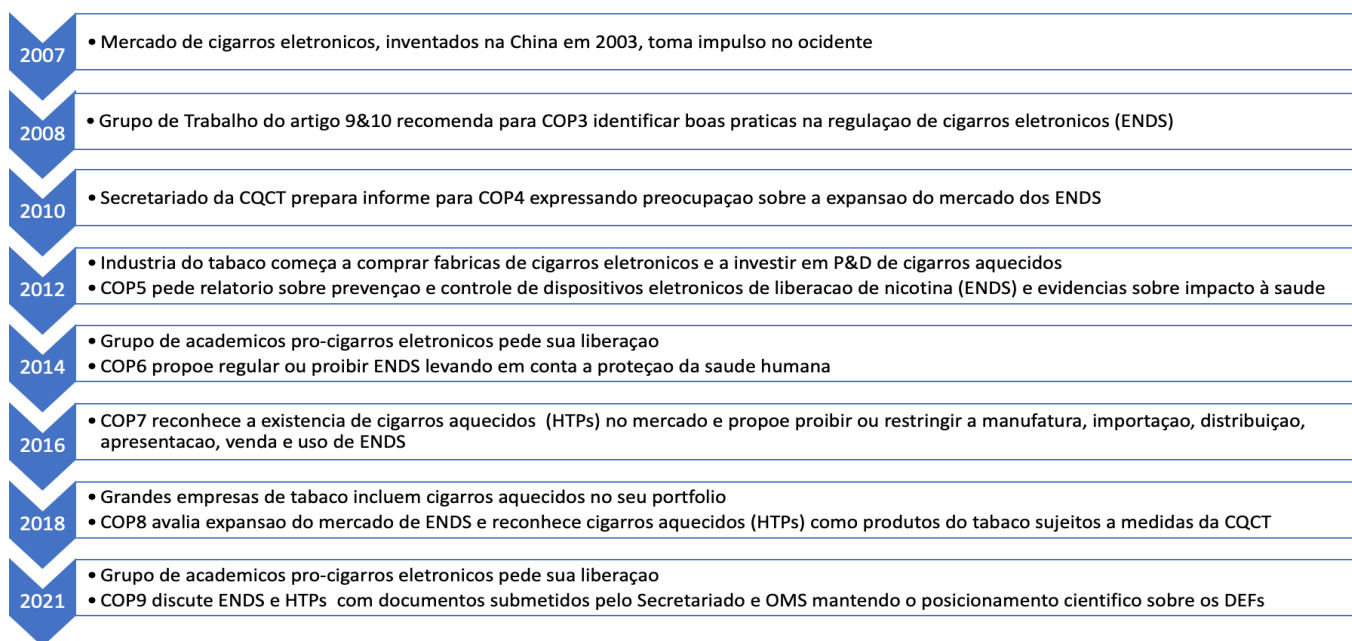 2007
• Mercado de cigarros eletronicos, inventados na China em 2003, toma impulso no ocidente
2008
• Grupo de Trabalho do artigo 9&10 recomenda para COP3 identificar boas praticas na regulaçao de cigarros eletronicos (ENDS)
2010
• Secretariado da CQCT prepara informe para COP4 expressando preocupaçao sobre a expansao do mercado dos ENDS
2012
• Industria do tabaco começa a comprar fabricas de cigarros eletronicos e a investir em P&D de cigarros aquecidos
• COP5 pede relatorio sobre prevençao e controle de dispositivos eletronicos de liberacao de nicotina (ENDS) e evidencias sobre impacto à saude
2014
• Grupo de academicos pro-cigarros eletronicos pede sua liberaçao
• COP6 propoe regular ou proibir ENDS levando em conta a proteçao da saude humana
2016
• COP7 reconhece a existencia de cigarros aquecidos (HTPs) no mercado e propoe proibir ou restringir a manufatura, importaçao, distribuiçao,
apresentacao, venda e uso de ENDS
2018
• Grandes empresas de tabaco incluem cigarros aquecidos no seu portfolio
• COP8 avalia expansao do mercado de ENDS e reconhece cigarros aquecidos (HTPs) como produtos do tabaco sujeitos a medidas da CQCT
2021
• Grupo de academicos pro-cigarros eletronicos pede sua liberaçao
• COP9 discute ENDS e HTPs com documentos submetidos pelo Secretariado e OMS mantendo o posicionamento cientifico sobre os DEFs